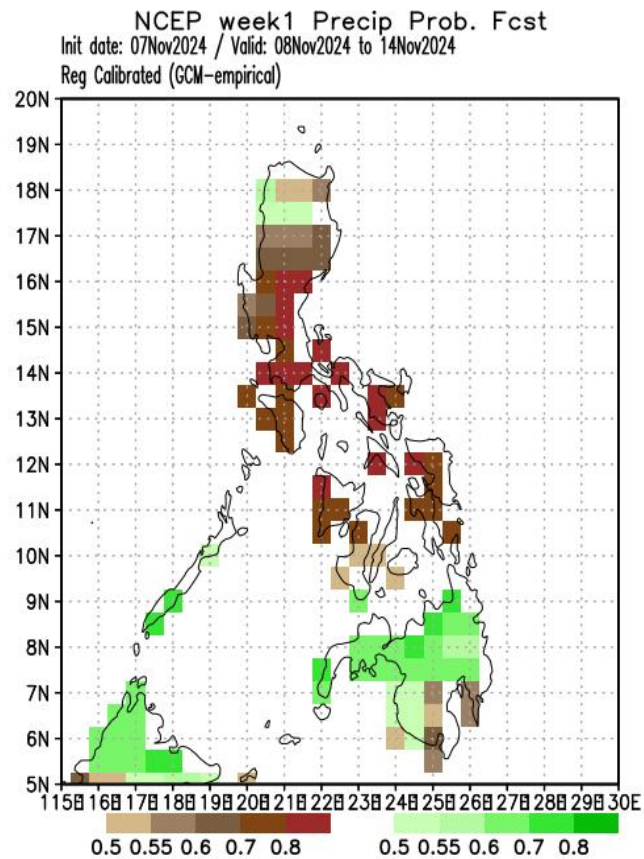 NCEP week1 Precip Prob. Fcst
Init date: 07Nov2024 / Valid: 08Nov2024 to 14Nov2024
Reg Calibrated (GCM-empirical)
20N
19N
18N
17N
16N
15N
14N
13N
12N
11N
10N
9N
8N
7N
6N
5N
115E 116E 117E 118E 119E 120E 121E 122E 123E 124E 125E 126E 127E 128E 129E 130E
0.5 0.55 0.6 0.7 0.8 0.5 0.55 0.6 0.7 0.8